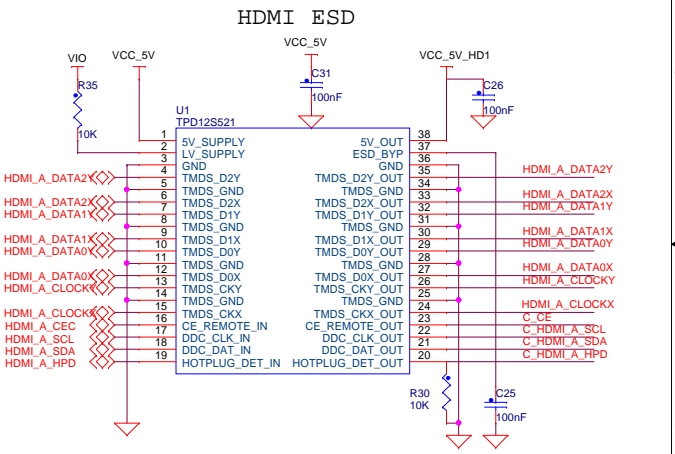 HDMI ESD
VIO
VCC_5V
VCC_5V
VCC_5V_HD1
R35
10K
C31
100nF
C26
100nF
U1
TPD12S521
1 5V_SUPPLY 5V_OUT 38
2 LV_SUPPLY ESD_BYP 37
3 GND GND 36
HDMI_A_DATA2Y 4 TMDS_D2Y TMDS_D2Y_OUT 35 HDMI_A_DATA2Y
5 TMDS_GND TMDS_GND 34
HDMI_A_DATA2X 6 TMDS_D2X TMDS_D2X_OUT 33 HDMI_A_DATA2X
HDMI_A_DATA1Y 7 TMDS_D1Y TMDS_D1Y_OUT 32 HDMI_A_DATA1Y
8 TMDS_GND TMDS_GND 31
HDMI_A_DATA1X 9 TMDS_D1X TMDS_D1X_OUT 30 HDMI_A_DATA1X
HDMI_A_DATA0Y 10 TMDS_D0Y TMDS_D0Y_OUT 29 HDMI_A_DATA0Y
11 TMDS_GND TMDS_GND 28
HDMI_A_DATA0X 12 TMDS_D0X TMDS_D0X_OUT 27 HDMI_A_DATA0X
HDMI_A_CLOCKY 13 TMDS_CKY TMDS_CKY_OUT 26 HDMI_A_CLOCKY
14 TMDS_GND TMDS_GND 25
HDMI_A_CLOCKX 15 TMDS_CKX TMDS_CKX_OUT 24 HDMI_A_CLOCKX
HDMI_A_CEC 16 CE_REMOTE_IN CE_REMOTE_OUT 23 C_CE
HDMI_A_SCL 17 DDC_CLK_IN DDC_CLK_OUT 22 C_HDMI_A_SCL
HDMI_A_SDA 18 DDC_DAT_IN DDC_DAT_OUT 21 C_HDMI_A_SDA
HDMI_A_HPD 19 HOTPLUG_DET_IN HOTPLUG_DET_OUT 20 C_HDMI_A_HPD
R30
10K
C25
100nF